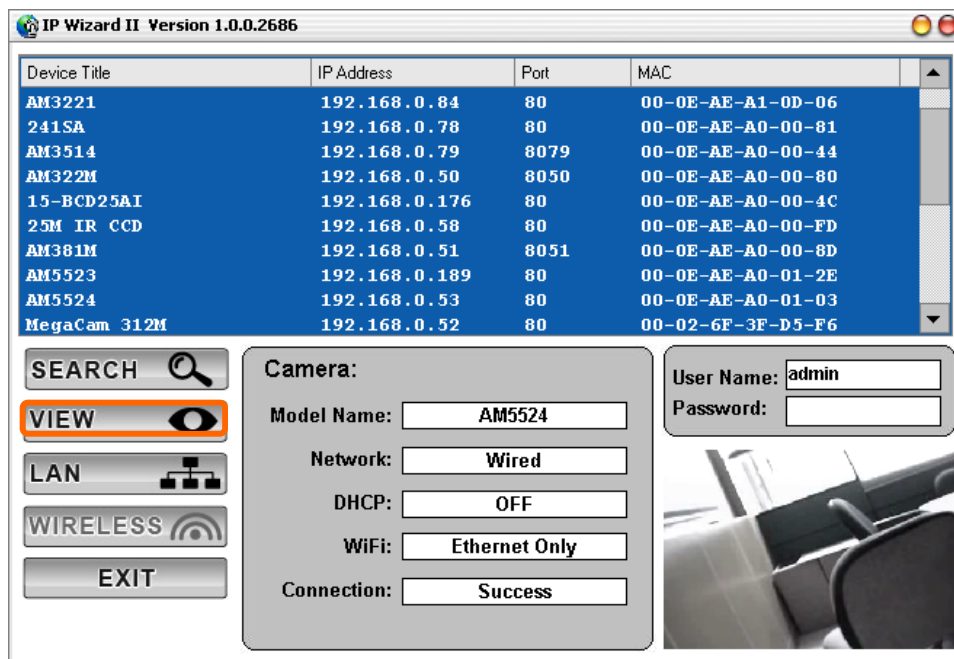 IP Wizard II Version 1.0.0.2686
Device Title IP Address Port MAC
AM3221 192.168.0.84 80 00-0E-AE-A1-0D-06
241SA 192.168.0.78 80 00-0E-AE-A0-00-81
AM3514 192.168.0.79 8079 00-0E-AE-A0-00-44
AM322M 192.168.0.50 8050 00-0E-AE-A0-00-80
15-BCD25AI 192.168.0.176 80 00-0E-AE-A0-00-4C
25M IR CCD 192.168.0.58 80 00-0E-AE-A0-00-FD
AM381M 192.168.0.51 8051 00-0E-AE-A0-00-8D
AM5523 192.168.0.189 80 00-0E-AE-A0-01-2E
AM5524 192.168.0.53 80 00-0E-AE-A0-01-03
MegaCam 312M 192.168.0.52 80 00-02-6F-3F-D5-F6
SEARCH
VIEW
LAN
WIRELESS
EXIT
Camera:
Model Name: AM5524
Network: Wired
DHCP: OFF
WiFi: Ethernet Only
Connection: Success
User Name: admin
Password: